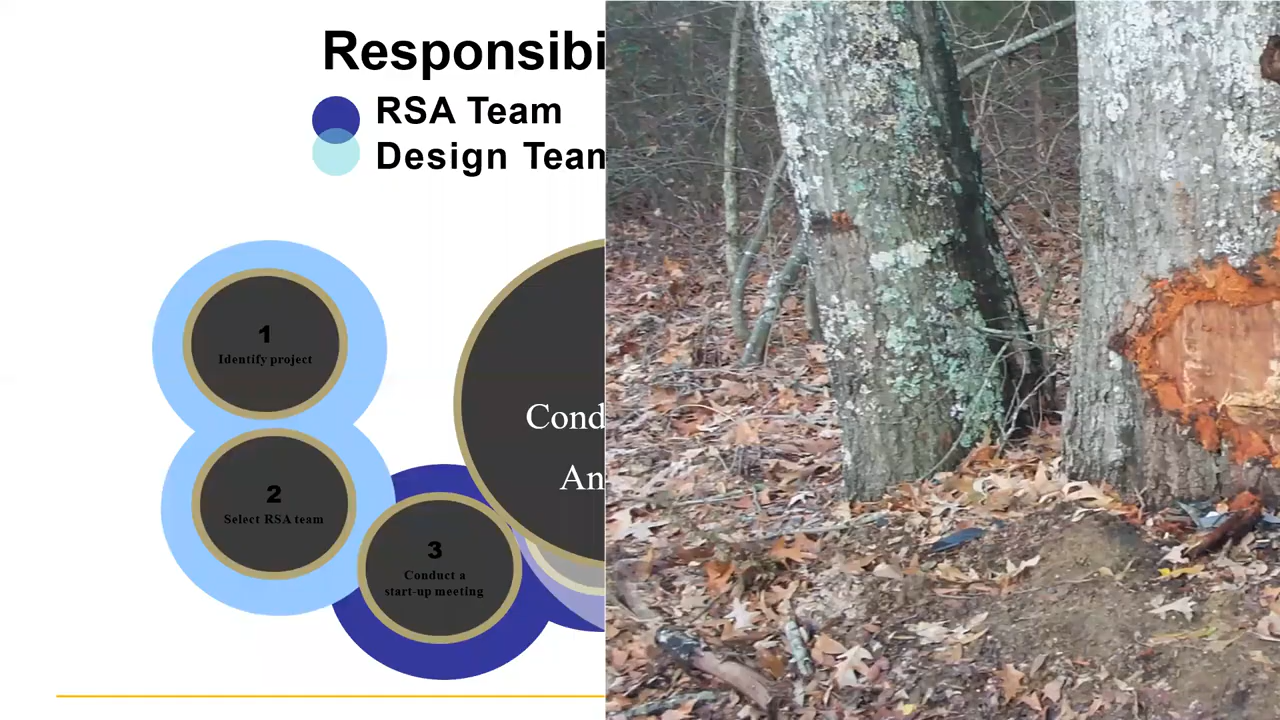 Responsibi
RSA Team
Design Team
1
Identify project
2
Select RSA team
3
Conduct a
start-up meeting
Cond
An